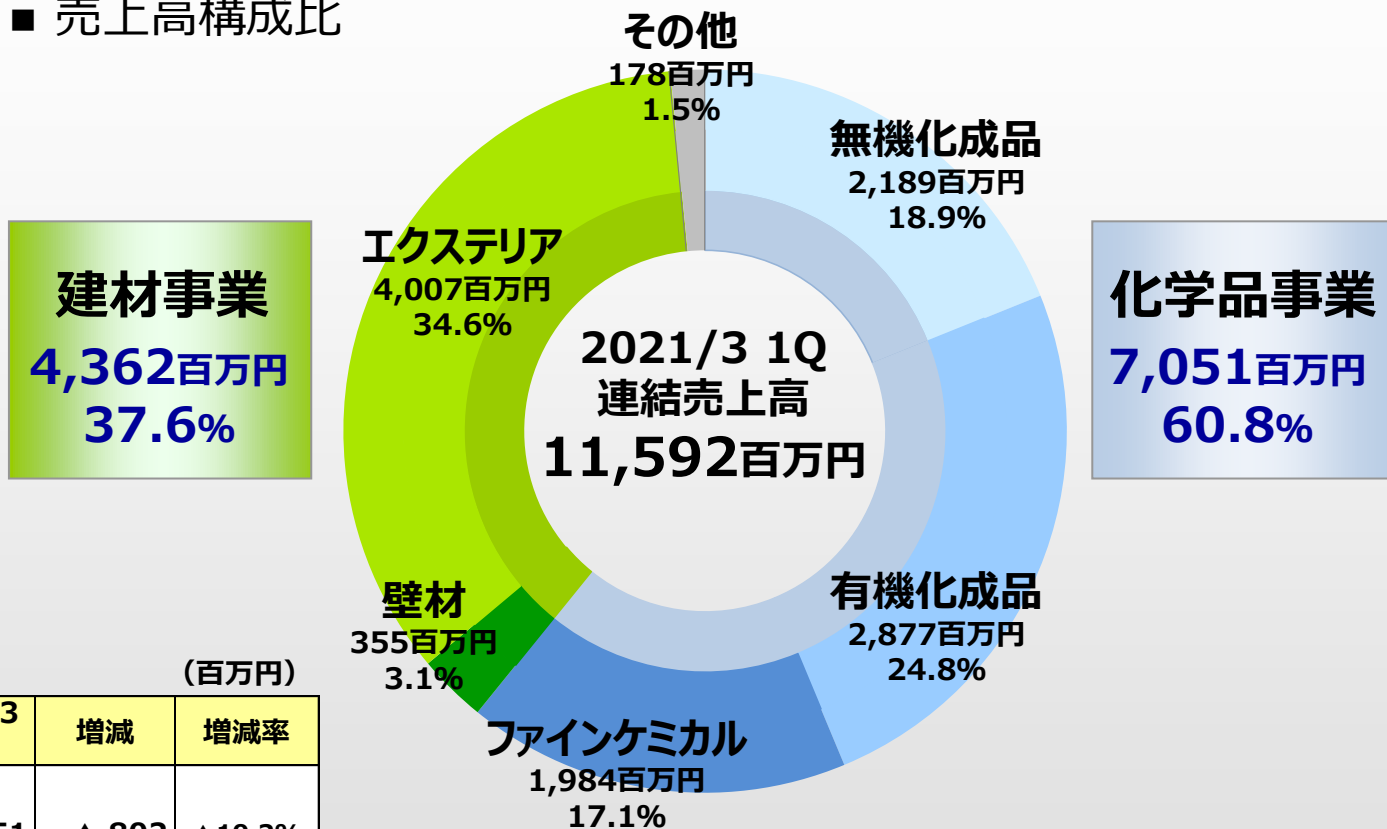 ■ 売上高構成比
その他
178百万円
1.5%
無機化成品
2,189百万円
18.9%
エクステリア
4,007百万円
34.6%
建材事業
4,362百万円
37.6%
2021/3 1Q
連結売上高
11,592百万円
化学品事業
7,051百万円
60.8%
壁材
355百万円
3.1%
有機化成品
2,877百万円
24.8%
ファインケミカル
1,984百万円
17.1%
（百万円）
3 増減 増減率